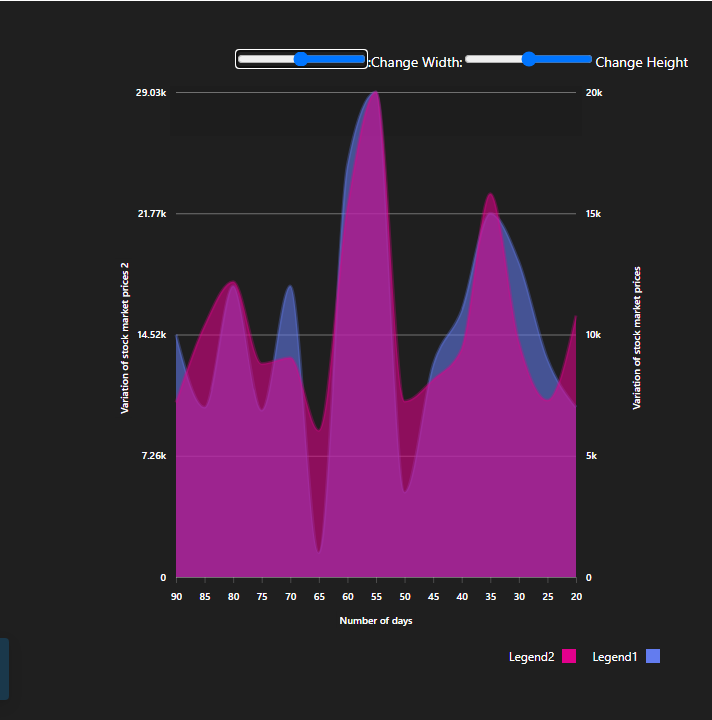 :Change Width: Change Height
29.03k 20k
21.77k 15k
Variation of stock market prices 2
Variation of stock market prices
14.52k 10k
7.26k 5k
0 0
90 85 80 75 70 65 60 55 50 45 40 35 30 25 20
Number of days
Legend2 Legend1